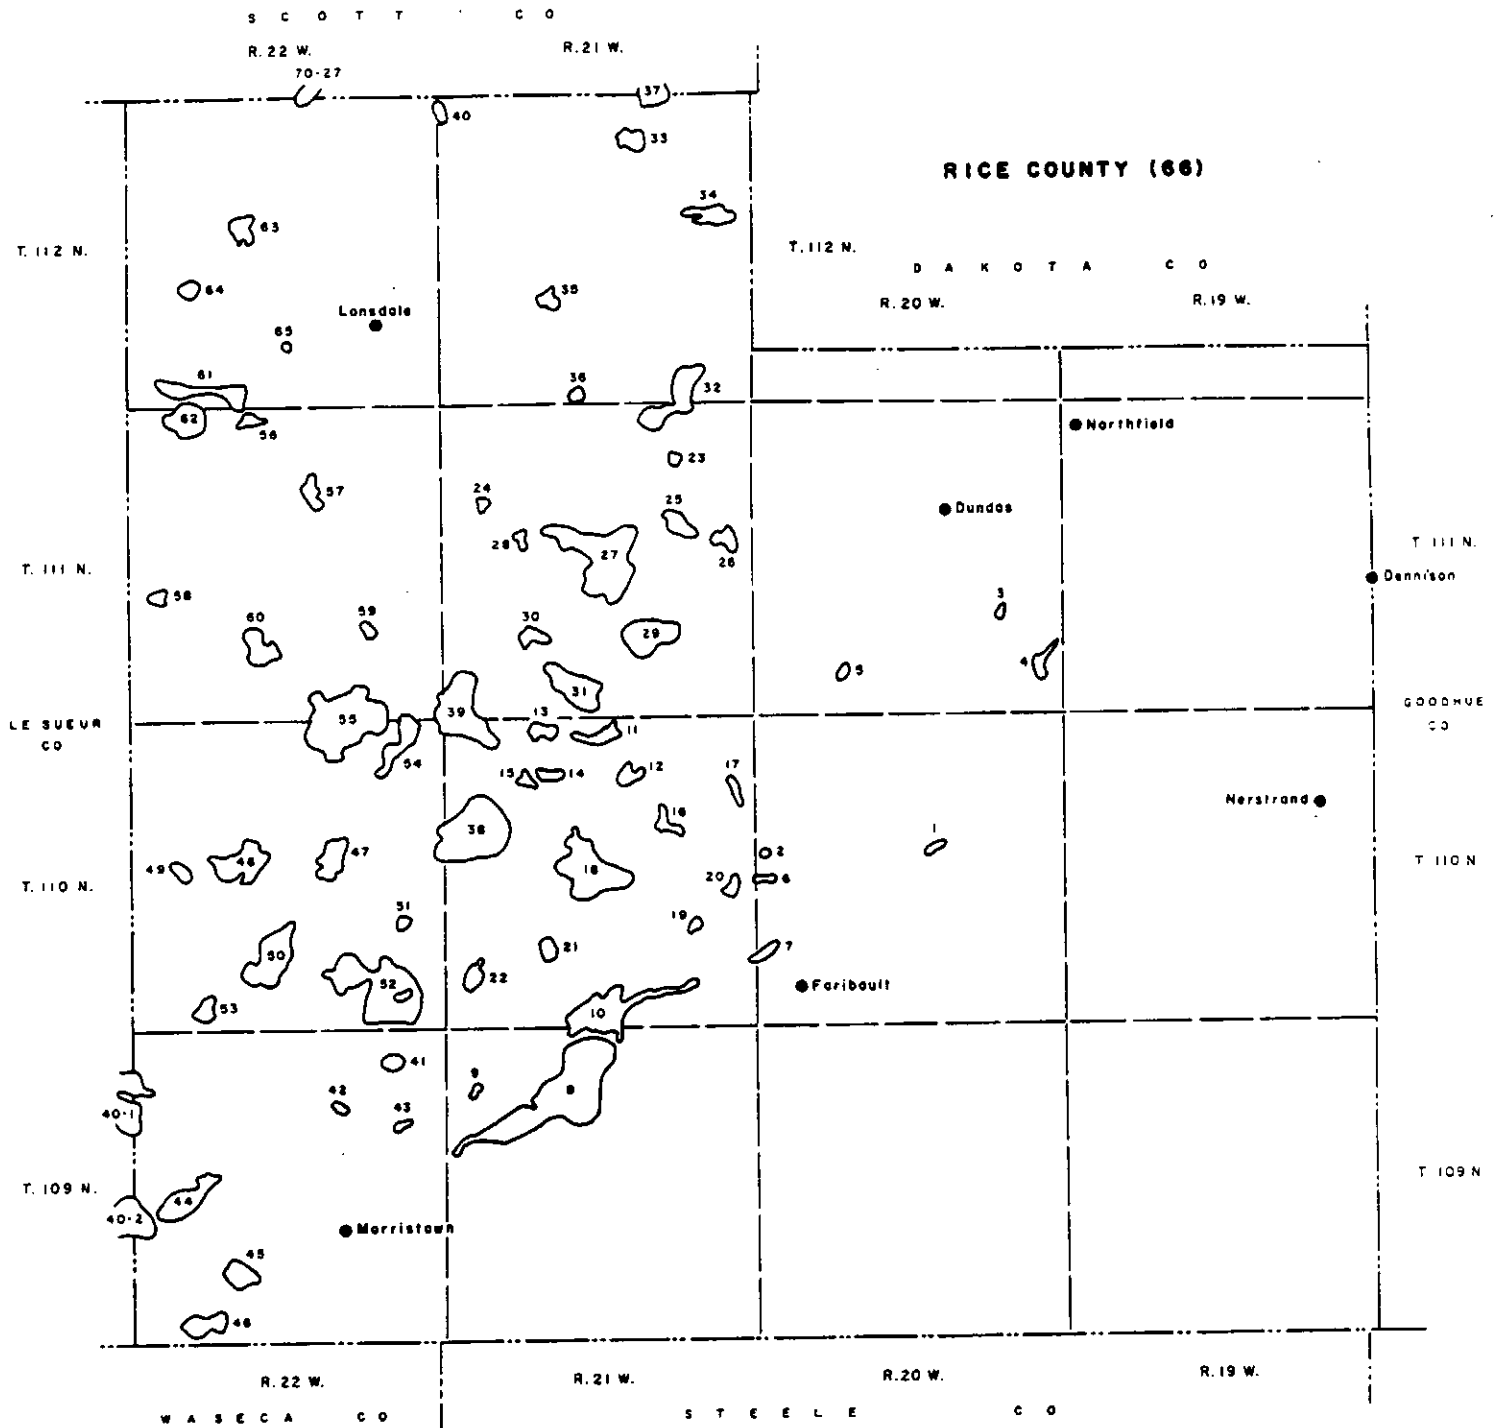 SCOTT CO
R. 22 W.
R. 21 W.
70-27
37
40
33
RICE COUNTY (66)
34
63
T. 112 N.
T. 112 N.
DAKOTA CO
64
35
R. 20 W.
R. 19 W.
Lonsdale
65
61
36
32
62
56
Northfield
23
57
24
25
Dundas
28
27
26
T 111 N.
T. 111 N.
Dennison
58
3
60
59
30
29
5
4
31
55
39
13
11
GOODHUE
CO
LE SUEUR
CO
54
15
14
12
17
Nerstrand
38
16
1
49
48
47
18
2
T. 110 N.
T 110 N
20
6
51
19
50
21
7
52
22
Faribault
53
10
41
9
8
42
43
40-1
T. 109 N.
44
T 109 N
40-2
Morristown
45
46
R. 22 W.
R. 21 W.
R. 20 W.
R. 19 W.
WASECA CO
STEELE CO